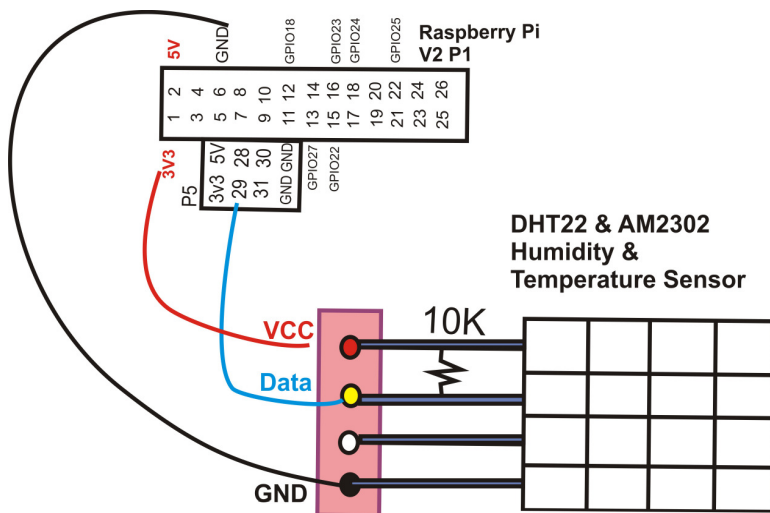 5V
GND
GPIO18
GPIO23
GPIO24
GPIO25
Raspberry Pi
V2 P1
2 4 6 8 10 12 14 16 18 20 22 24 26
1 3 5 7 9 11 13 15 17 19 21 23 25
3V3
P5
5V 28 30 GND
3v3 29 31 GND
GPIO27
GPIO22
DHT22 & AM2302
Humidity &
Temperature Sensor
VCC
10K
Data
GND